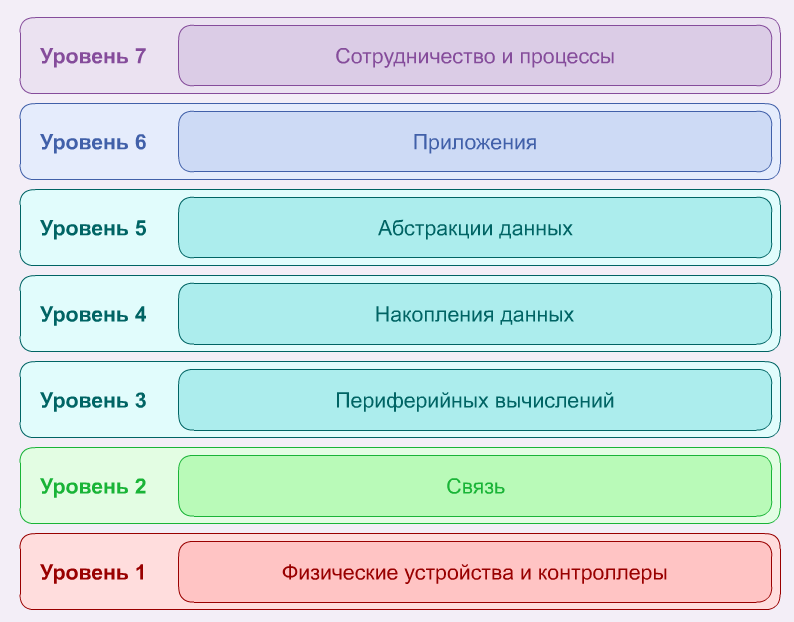 Уровень 7 Сотрудничество и процессы
Уровень 6 Приложения
Уровень 5 Абстракции данных
Уровень 4 Накопления данных
Уровень 3 Периферийных вычислений
Уровень 2 Связь
Уровень 1 Физические устройства и контроллеры